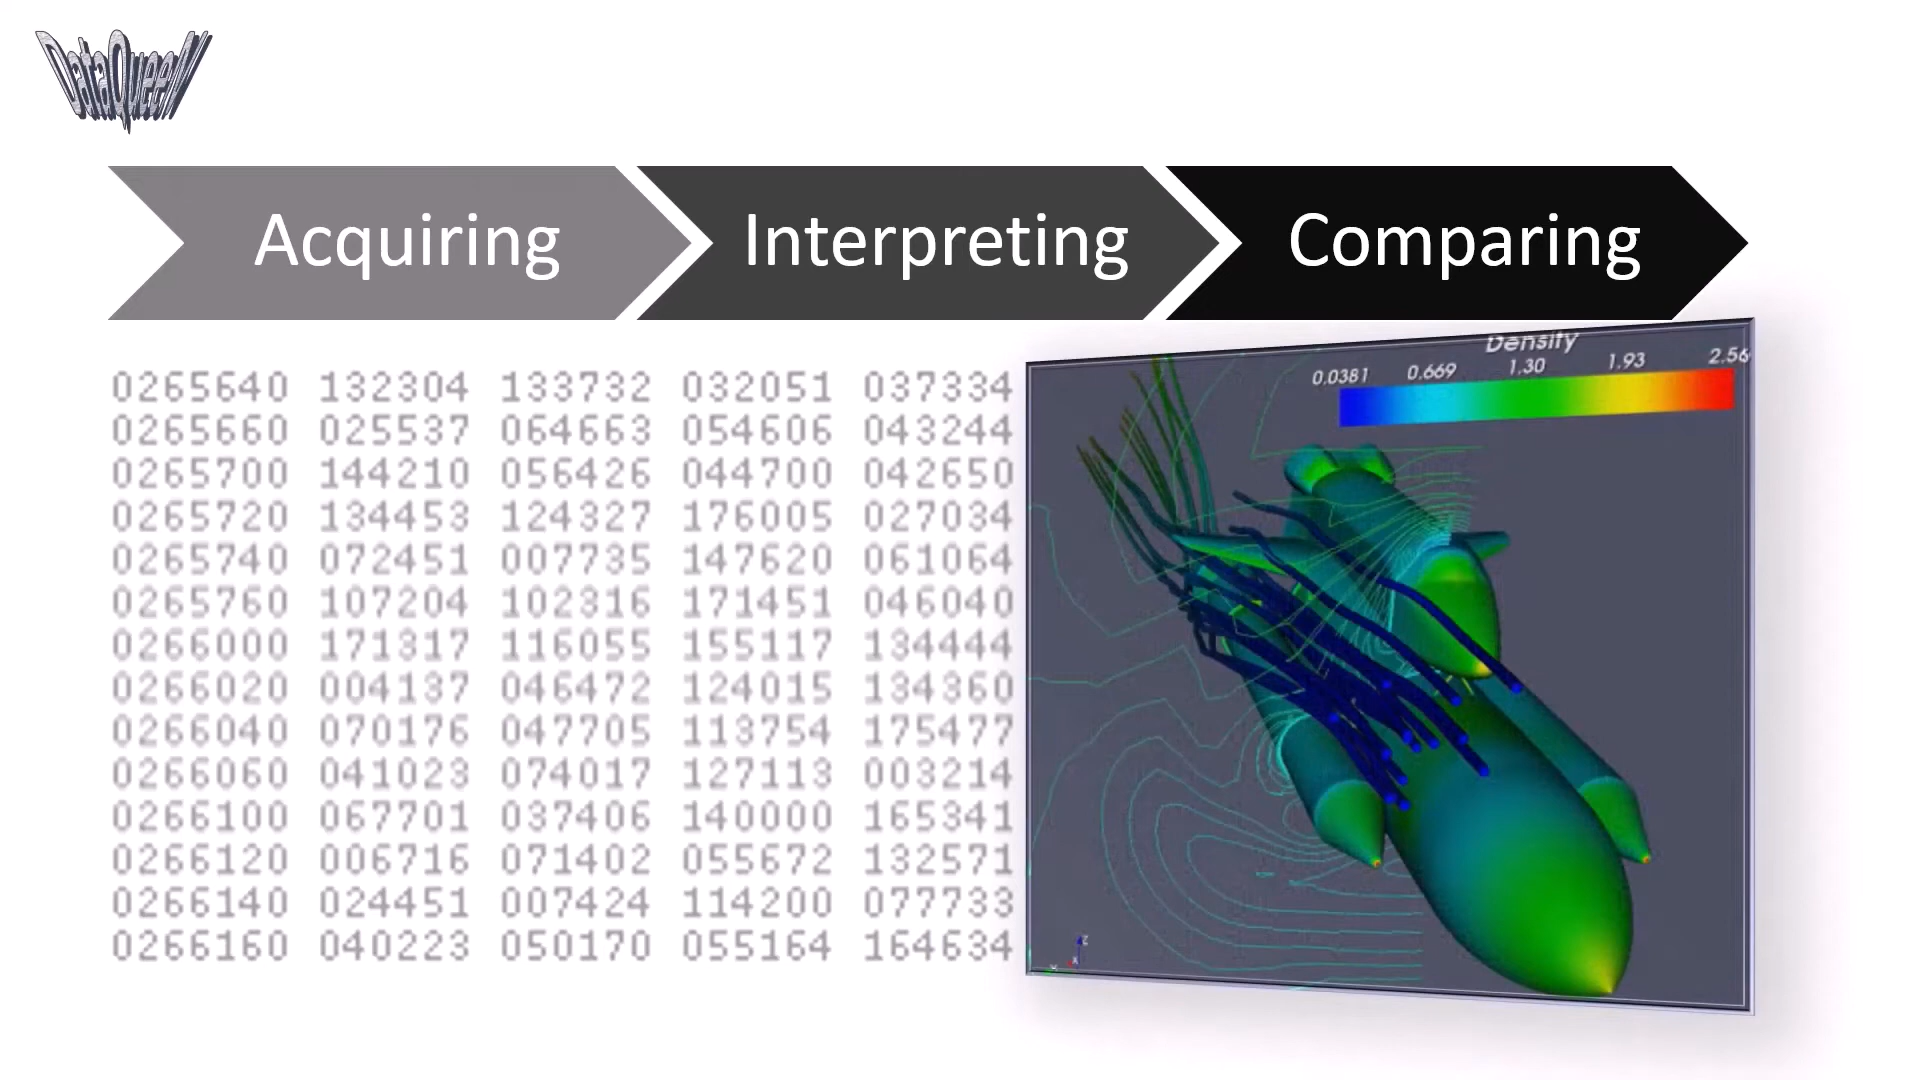 DataQueen
Acquiring
Interpreting
Comparing
0265640 132304 133732 032051 037334
0265660 025537 064663 054606 043244
0265700 144210 056426 044700 042650
0265720 134453 124327 176005 027034
0265740 072451 007735 147620 061064
0265760 107204 102316 171451 046040
0266000 171317 116055 155117 134444
0266020 004137 046472 124015 134360
0266040 070176 047705 113754 175477
0266060 041023 074017 127113 003214
0266100 067701 037406 140000 165341
0266120 006716 071402 055672 132571
0266140 024451 007424 114200 077733
0266160 040223 050170 055164 164634
Density
0.0381 0.669 1.30 1.93 2.56
Z